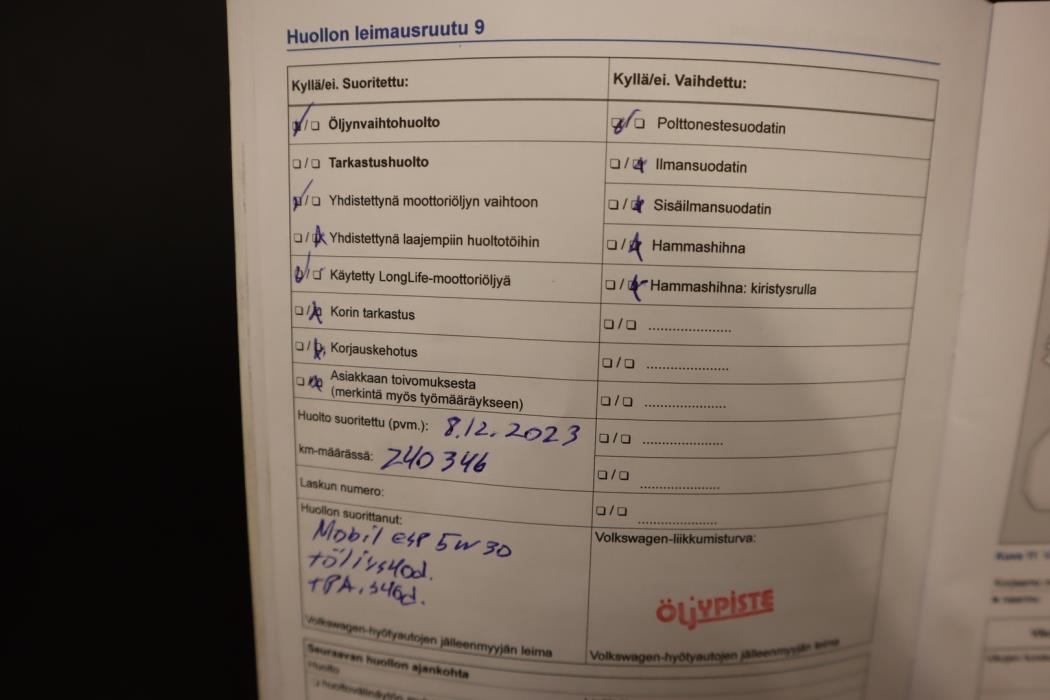 Huollon leimausruutu 9
Kyllä/ei. Suoritettu:
Öljynvaihtohuolto
Tarkastushuolto
Yhdistettynä moottoriöljyn vaihtoon
Yhdistettynä laajempiin huoltotöihin
Käytetty LongLife-moottoriöljyä
Korin tarkastus
Korjauskehotus
Asiakkaan toivomuksesta
(merkintä myös työmääräykseen)
Huolto suoritettu (pvm.): 8.12.2023
km-määrässä: 240 346
Laskun numero:
Huollon suorittanut:
Mobil ESP 5W30
Volkswagen-hyötyautojen jälleenmyyjän leima
Kyllä/ei. Vaihdettu:
Polttonestesuodatin
Ilmansuodatin
Sisäilmansuodatin
Hammashihna
Hammashihna: kiristysrulla
Volkswagen-liikkumisturva:
ÖLJYPISTE
Volkswagen-hyötyautojen jälleenmyyjän leima
Seuraavan huollon ajankohta
Huolto